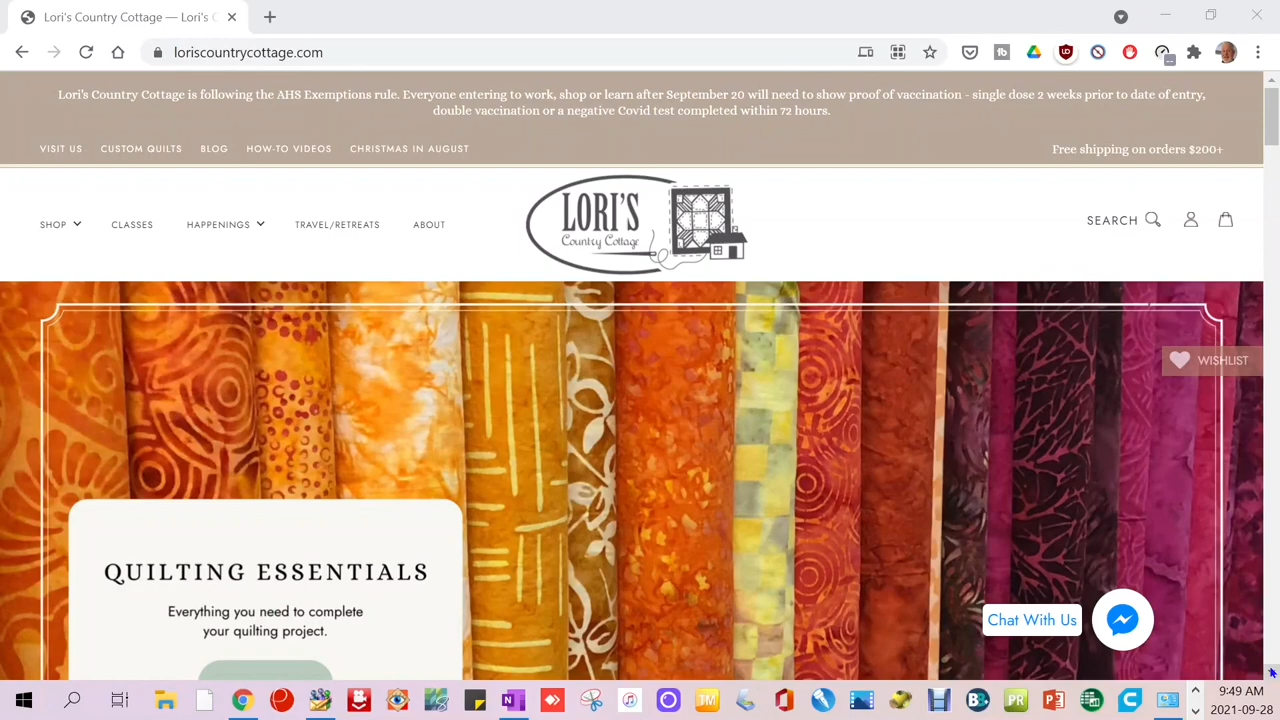 Lori's Country Cottage — Lori's C
loriscountrycottage.com
Lori's Country Cottage is following the AHS Exemptions rule. Everyone entering to work, shop or learn after September 20 will need to show proof of vaccination - single dose 2 weeks prior to date of entry,
double vaccination or a negative Covid test completed within 72 hours.
VISIT US CUSTOM QUILTS BLOG HOW-TO VIDEOS CHRISTMAS IN AUGUST
Free shipping on orders $200+
LORI'S
Country Cottage
SHOP CLASSES HAPPENINGS TRAVEL/RETREATS ABOUT
SEARCH
WISHLIST
QUILTING ESSENTIALS
Everything you need to complete
your quilting project.
Chat With Us
9:49 AM
2021-09-28